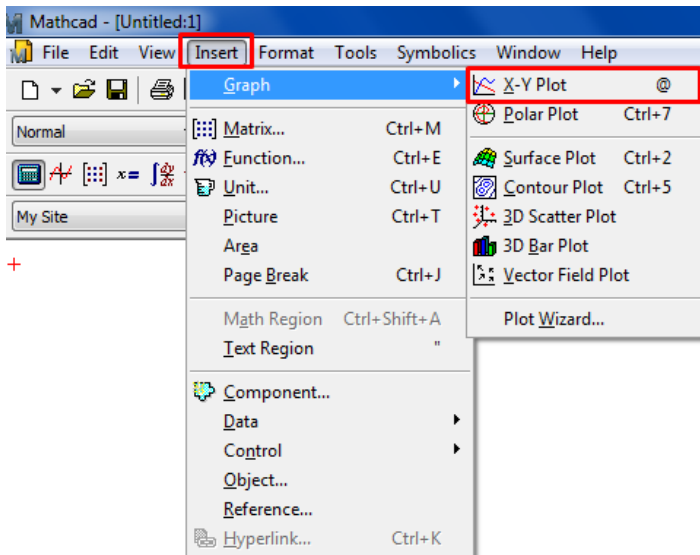 Mathcad - [Untitled:1]
File Edit View Insert Format Tools Symbolics Window Help
Normal
My Site
Graph
Matrix... Ctrl+M
Function... Ctrl+E
Unit... Ctrl+U
Picture Ctrl+T
Area
Page Break Ctrl+J
Math Region Ctrl+Shift+A
Text Region "
Component...
Data
Control
Object...
Reference...
Hyperlink... Ctrl+K
X-Y Plot @
Polar Plot Ctrl+7
Surface Plot Ctrl+2
Contour Plot Ctrl+5
3D Scatter Plot
3D Bar Plot
Vector Field Plot
Plot Wizard...